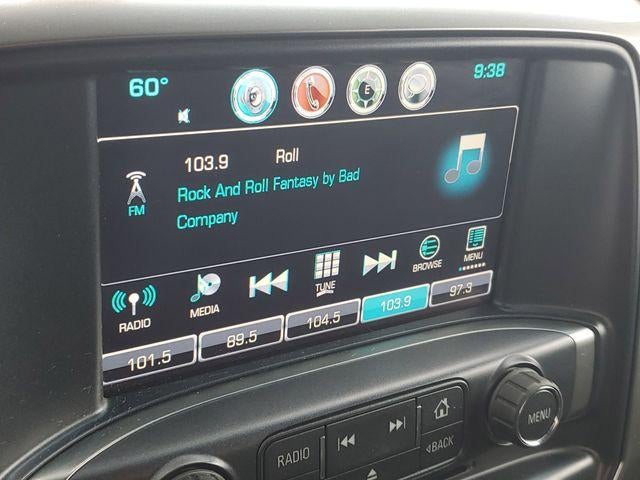 60°
9:38
E
103.9 Roll
FM
Rock And Roll Fantasy by Bad
Company
RADIO
MEDIA
TUNE
BROWSE
MENU
101.5
89.5
104.5
103.9
97.3
RADIO
BACK
MENU